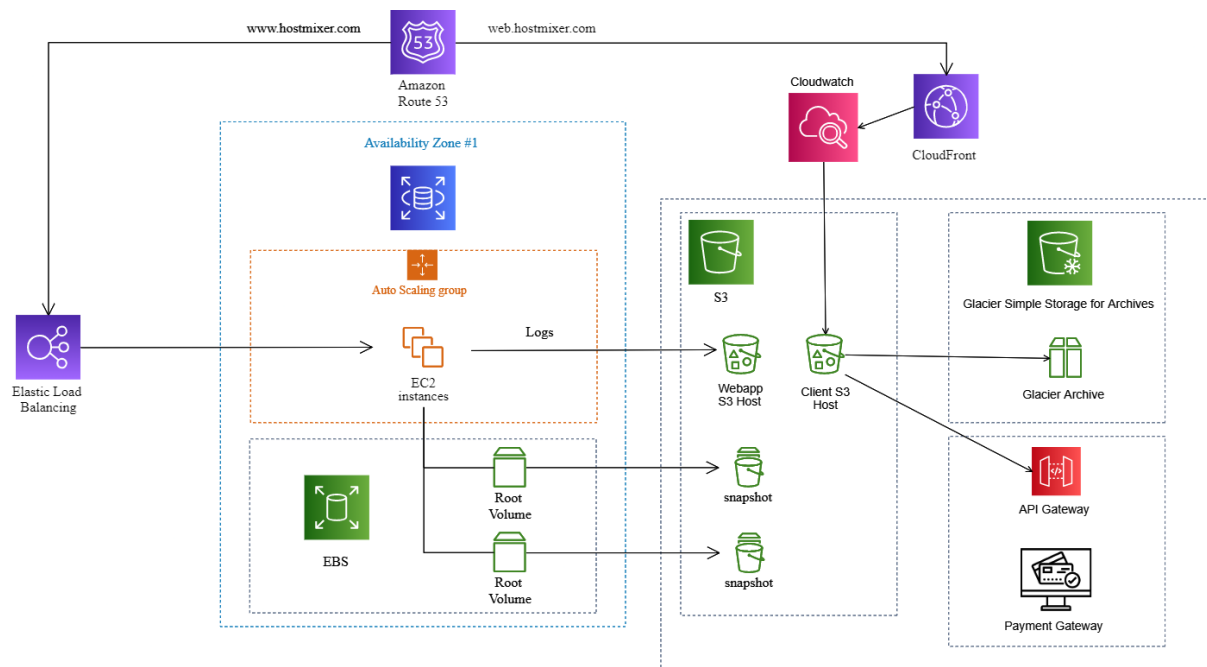 www.hostmixer.com
web.hostmixer.com
53
Amazon
Route 53
Cloudwatch
CloudFront
Availability Zone #1
Auto Scaling group
S3
Glacier Simple Storage for Archives
Logs
Elastic Load
Balancing
EC2
instances
Webapp
S3 Host
Client S3
Host
Glacier Archive
Root
Volume
snapshot
</>
API Gateway
EBS
Root
Volume
snapshot
Payment Gateway